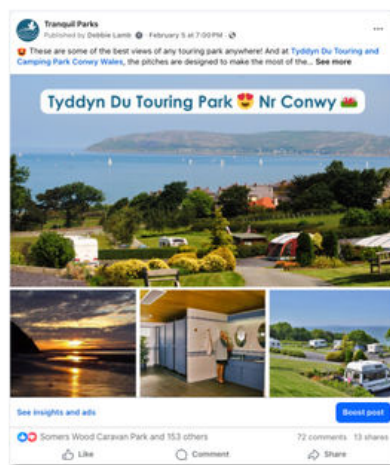 Tranquil Parks
Published by Debbie Lamb · February 5 at 7:00 PM ·
These are some of the best views of any touring park anywhere! And at Tyddyn Du Touring and
Camping Park Conwy Wales, the pitches are designed to make the most of the... See more
Tyddyn Du Touring Park 😍 Nr Conwy 🏴󠁧󠁢󠁷󠁬󠁳󠁿
See insights and ads
Boost post
Somers Wood Caravan Park and 153 others
72 comments 13 shares
Like
Comment
Share